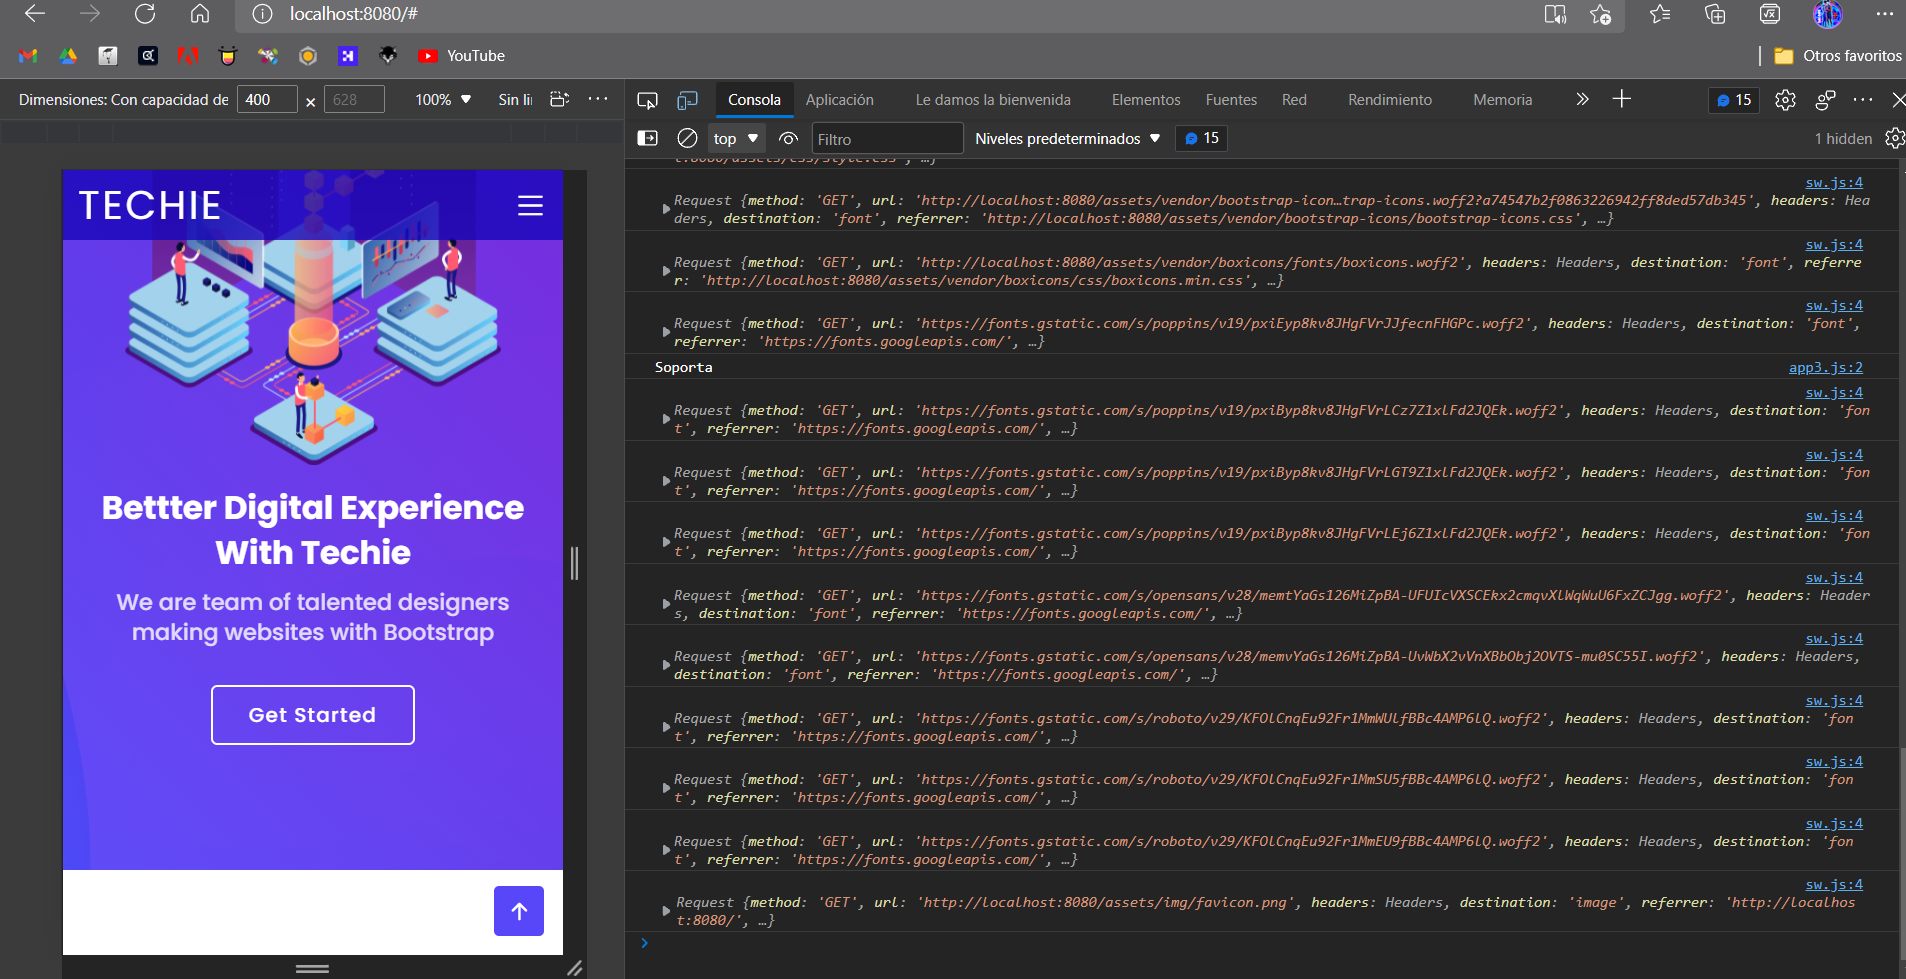 localhost:8080/#
YouTube
Otros favoritos
Dimensiones: Con capacidad de
400
×
628
100%
Sin lí
Consola
Aplicación
Le damos la bienvenida
Elementos
Fuentes
Red
Rendimiento
Memoria
15
top
Filtro
Niveles predeterminados
15
1 hidden
TECHIE
Bettter Digital Experience
With Techie
We are team of talented designers
making websites with Bootstrap
Get Started
t:8080/assets/css/style.css', …}
sw.js:4
Request {method: 'GET', url: 'http://localhost:8080/assets/vendor/bootstrap-icon…trap-icons.woff2?a74547b2f0863226942ff8ded57db345', headers: Hea
ders, destination: 'font', referrer: 'http://localhost:8080/assets/vendor/bootstrap-icons/bootstrap-icons.css', …}
sw.js:4
Request {method: 'GET', url: 'http://localhost:8080/assets/vendor/boxicons/fonts/boxicons.woff2', headers: Headers, destination: 'font', referre
r: 'http://localhost:8080/assets/vendor/boxicons/css/boxicons.min.css', …}
sw.js:4
Request {method: 'GET', url: 'https://fonts.gstatic.com/s/poppins/v19/pxiEyp8kv8JHgFVrJJfecnFHGPc.woff2', headers: Headers, destination: 'font',
referrer: 'https://fonts.googleapis.com/', …}
Soporta
app3.js:2
sw.js:4
Request {method: 'GET', url: 'https://fonts.gstatic.com/s/poppins/v19/pxiByp8kv8JHgFVrLCz7Z1xlFd2JQEk.woff2', headers: Headers, destination: 'fon
t', referrer: 'https://fonts.googleapis.com/', …}
sw.js:4
Request {method: 'GET', url: 'https://fonts.gstatic.com/s/poppins/v19/pxiByp8kv8JHgFVrLGT9Z1xlFd2JQEk.woff2', headers: Headers, destination: 'fon
t', referrer: 'https://fonts.googleapis.com/', …}
sw.js:4
Request {method: 'GET', url: 'https://fonts.gstatic.com/s/poppins/v19/pxiByp8kv8JHgFVrLEj6Z1xlFd2JQEk.woff2', headers: Headers, destination: 'fon
t', referrer: 'https://fonts.googleapis.com/', …}
sw.js:4
Request {method: 'GET', url: 'https://fonts.gstatic.com/s/opensans/v28/memtYaGs126MiZpBA-UFUIcVXSCEkx2cmqvXlWqWuU6FxZCJgg.woff2', headers: Header
s, destination: 'font', referrer: 'https://fonts.googleapis.com/', …}
sw.js:4
Request {method: 'GET', url: 'https://fonts.gstatic.com/s/opensans/v28/memvYaGs126MiZpBA-UvWbX2vVnXBbObj2OVTS-mu0SC55I.woff2', headers: Headers,
destination: 'font', referrer: 'https://fonts.googleapis.com/', …}
sw.js:4
Request {method: 'GET', url: 'https://fonts.gstatic.com/s/roboto/v29/KFOlCnqEu92Fr1MmWUlfBBc4AMP6lQ.woff2', headers: Headers, destination: 'fon
t', referrer: 'https://fonts.googleapis.com/', …}
sw.js:4
Request {method: 'GET', url: 'https://fonts.gstatic.com/s/roboto/v29/KFOlCnqEu92Fr1MmSU5fBBc4AMP6lQ.woff2', headers: Headers, destination: 'fon
t', referrer: 'https://fonts.googleapis.com/', …}
sw.js:4
Request {method: 'GET', url: 'https://fonts.gstatic.com/s/roboto/v29/KFOlCnqEu92Fr1MmEU9fBBc4AMP6lQ.woff2', headers: Headers, destination: 'fon
t', referrer: 'https://fonts.googleapis.com/', …}
sw.js:4
Request {method: 'GET', url: 'http://localhost:8080/assets/img/favicon.png', headers: Headers, destination: 'image', referrer: 'http://localhos
t:8080/', …}